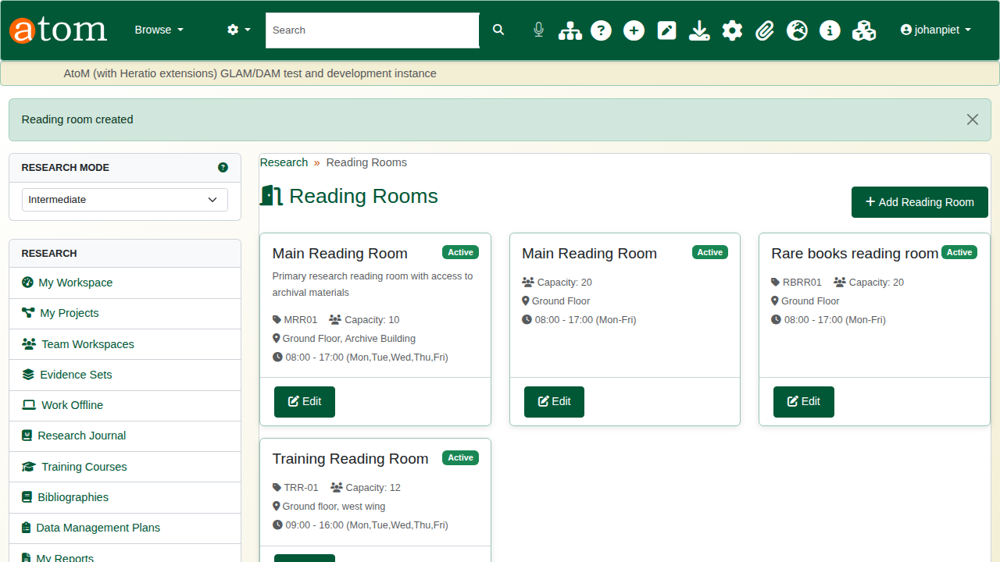 atom
Browse
Search
johanpiet
AtoM (with Heratio extensions) GLAM/DAM test and development instance
Reading room created
RESEARCH MODE
Intermediate
RESEARCH
My Workspace
My Projects
Team Workspaces
Evidence Sets
Work Offline
Research Journal
Training Courses
Bibliographies
Data Management Plans
My Reports
Research » Reading Rooms
Reading Rooms
Add Reading Room
Main Reading Room Active
Primary research reading room with access to
archival materials
MRR01 Capacity: 10
Ground Floor, Archive Building
08:00 - 17:00 (Mon,Tue,Wed,Thu,Fri)
Edit
Main Reading Room Active
Capacity: 20
Ground Floor
08:00 - 17:00 (Mon-Fri)
Edit
Rare books reading room Active
RBRR01 Capacity: 20
Ground Floor
08:00 - 17:00 (Mon-Fri)
Edit
Training Reading Room Active
TRR-01 Capacity: 12
Ground floor, west wing
09:00 - 16:00 (Mon,Tue,Wed,Thu,Fri)